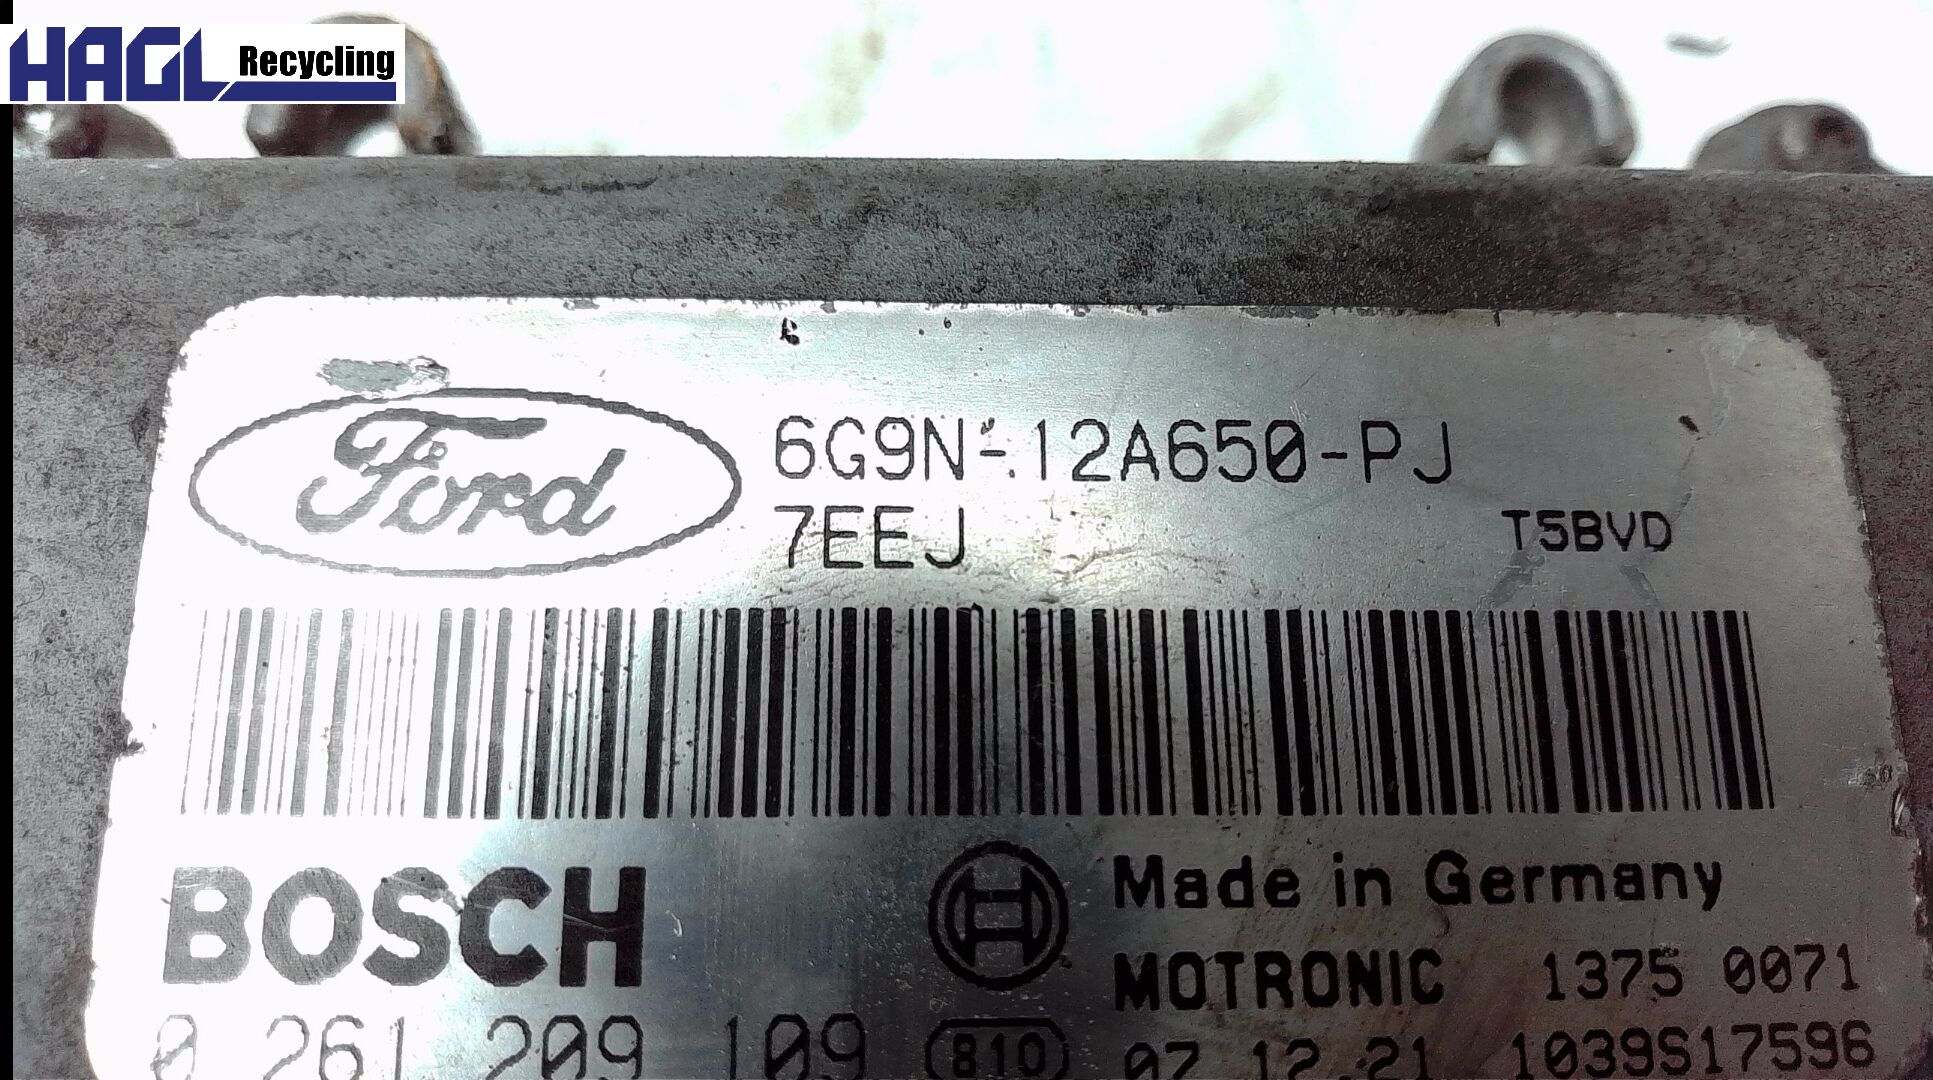 HAGL Recycling
Ford
6G9N-12A650-PJ
7EEJ
T5BVD
BOSCH
Made in Germany
MOTRONIC 1375 0071
0 261 209 109
810
07.12.21 1039S17596